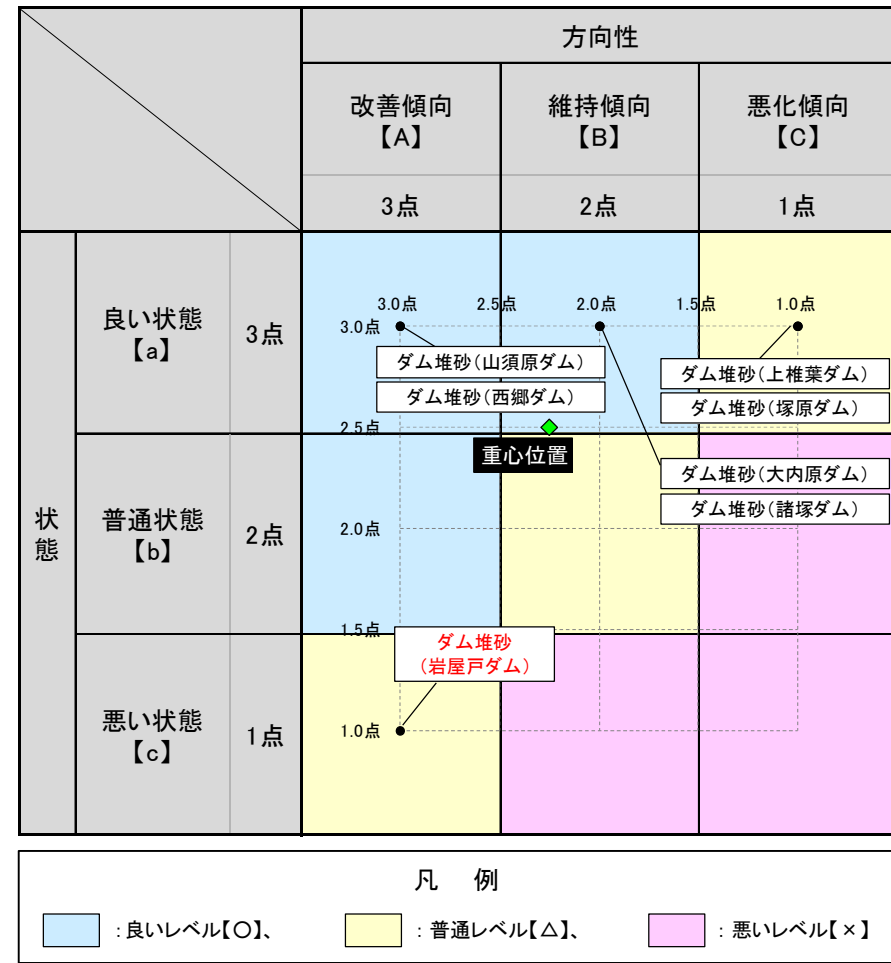 方向性
改善傾向
【A】
維持傾向
【B】
悪化傾向
【C】
3点
2点
1点
状態
良い状態
【a】
3点
普通状態
【b】
2点
悪い状態
【c】
1点
3.0点
2.5点
2.0点
1.5点
1.0点
3.0点
2.5点
2.0点
1.5点
1.0点
ダム堆砂(山須原ダム)
ダム堆砂(西郷ダム)
ダム堆砂(上椎葉ダム)
ダム堆砂(塚原ダム)
重心位置
ダム堆砂(大内原ダム)
ダム堆砂(諸塚ダム)
ダム堆砂
(岩屋戸ダム)
凡 例
:良いレベル【○】、
:普通レベル【△】、
:悪いレベル【×】